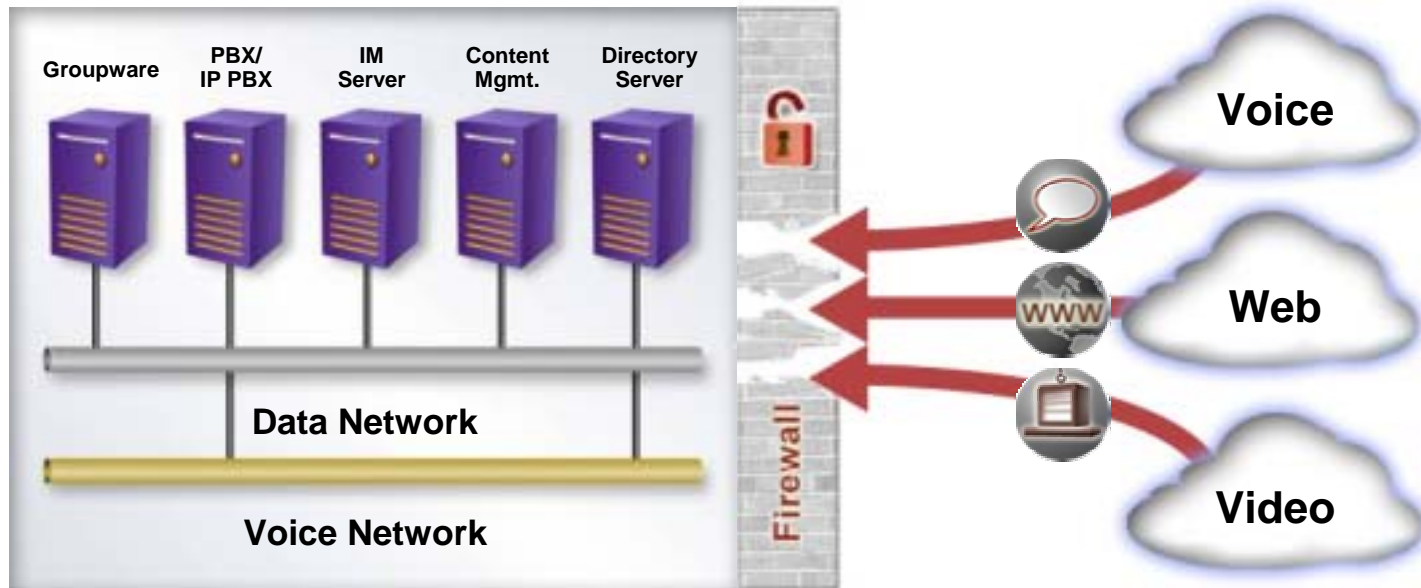 Groupware
PBX/
IP PBX
IM
Server
Content
Mgmt.
Directory
Server
Data Network
Voice Network
Firewall
Voice
WWW
Web
Video